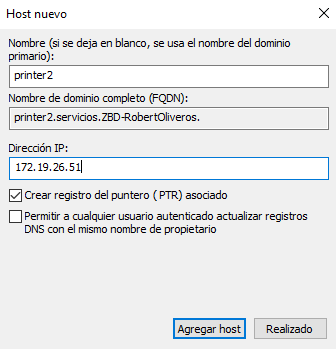 Host nuevo
Nombre (si se deja en blanco, se usa el nombre del dominio
primario):
printer2
Nombre de dominio completo (FQDN):
printer2.servicios.ZBD-RobertOliveros.
Dirección IP:
172.19.26.51
Crear registro del puntero (PTR) asociado
Permitir a cualquier usuario autenticado actualizar registros
DNS con el mismo nombre de propietario
Agregar host
Realizado